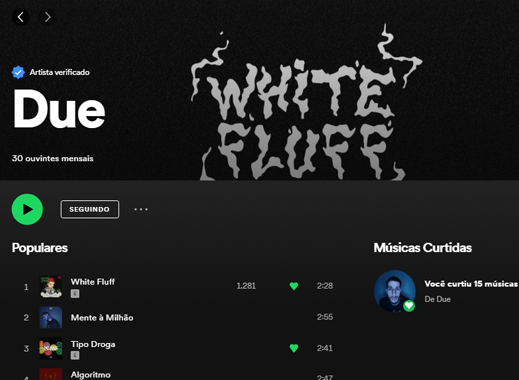 WHITE
FLUFF
Artista verificado
Due
30 ouvintes mensais
SEGUINDO
Populares
1 White Fluff 1.281 2:28
L
2 Mente à Milhão 2:55
3 Tipo Droga 2:41
L
4 Algoritmo 2:47
Músicas Curtidas
Você curtiu 15 músicas
De Due